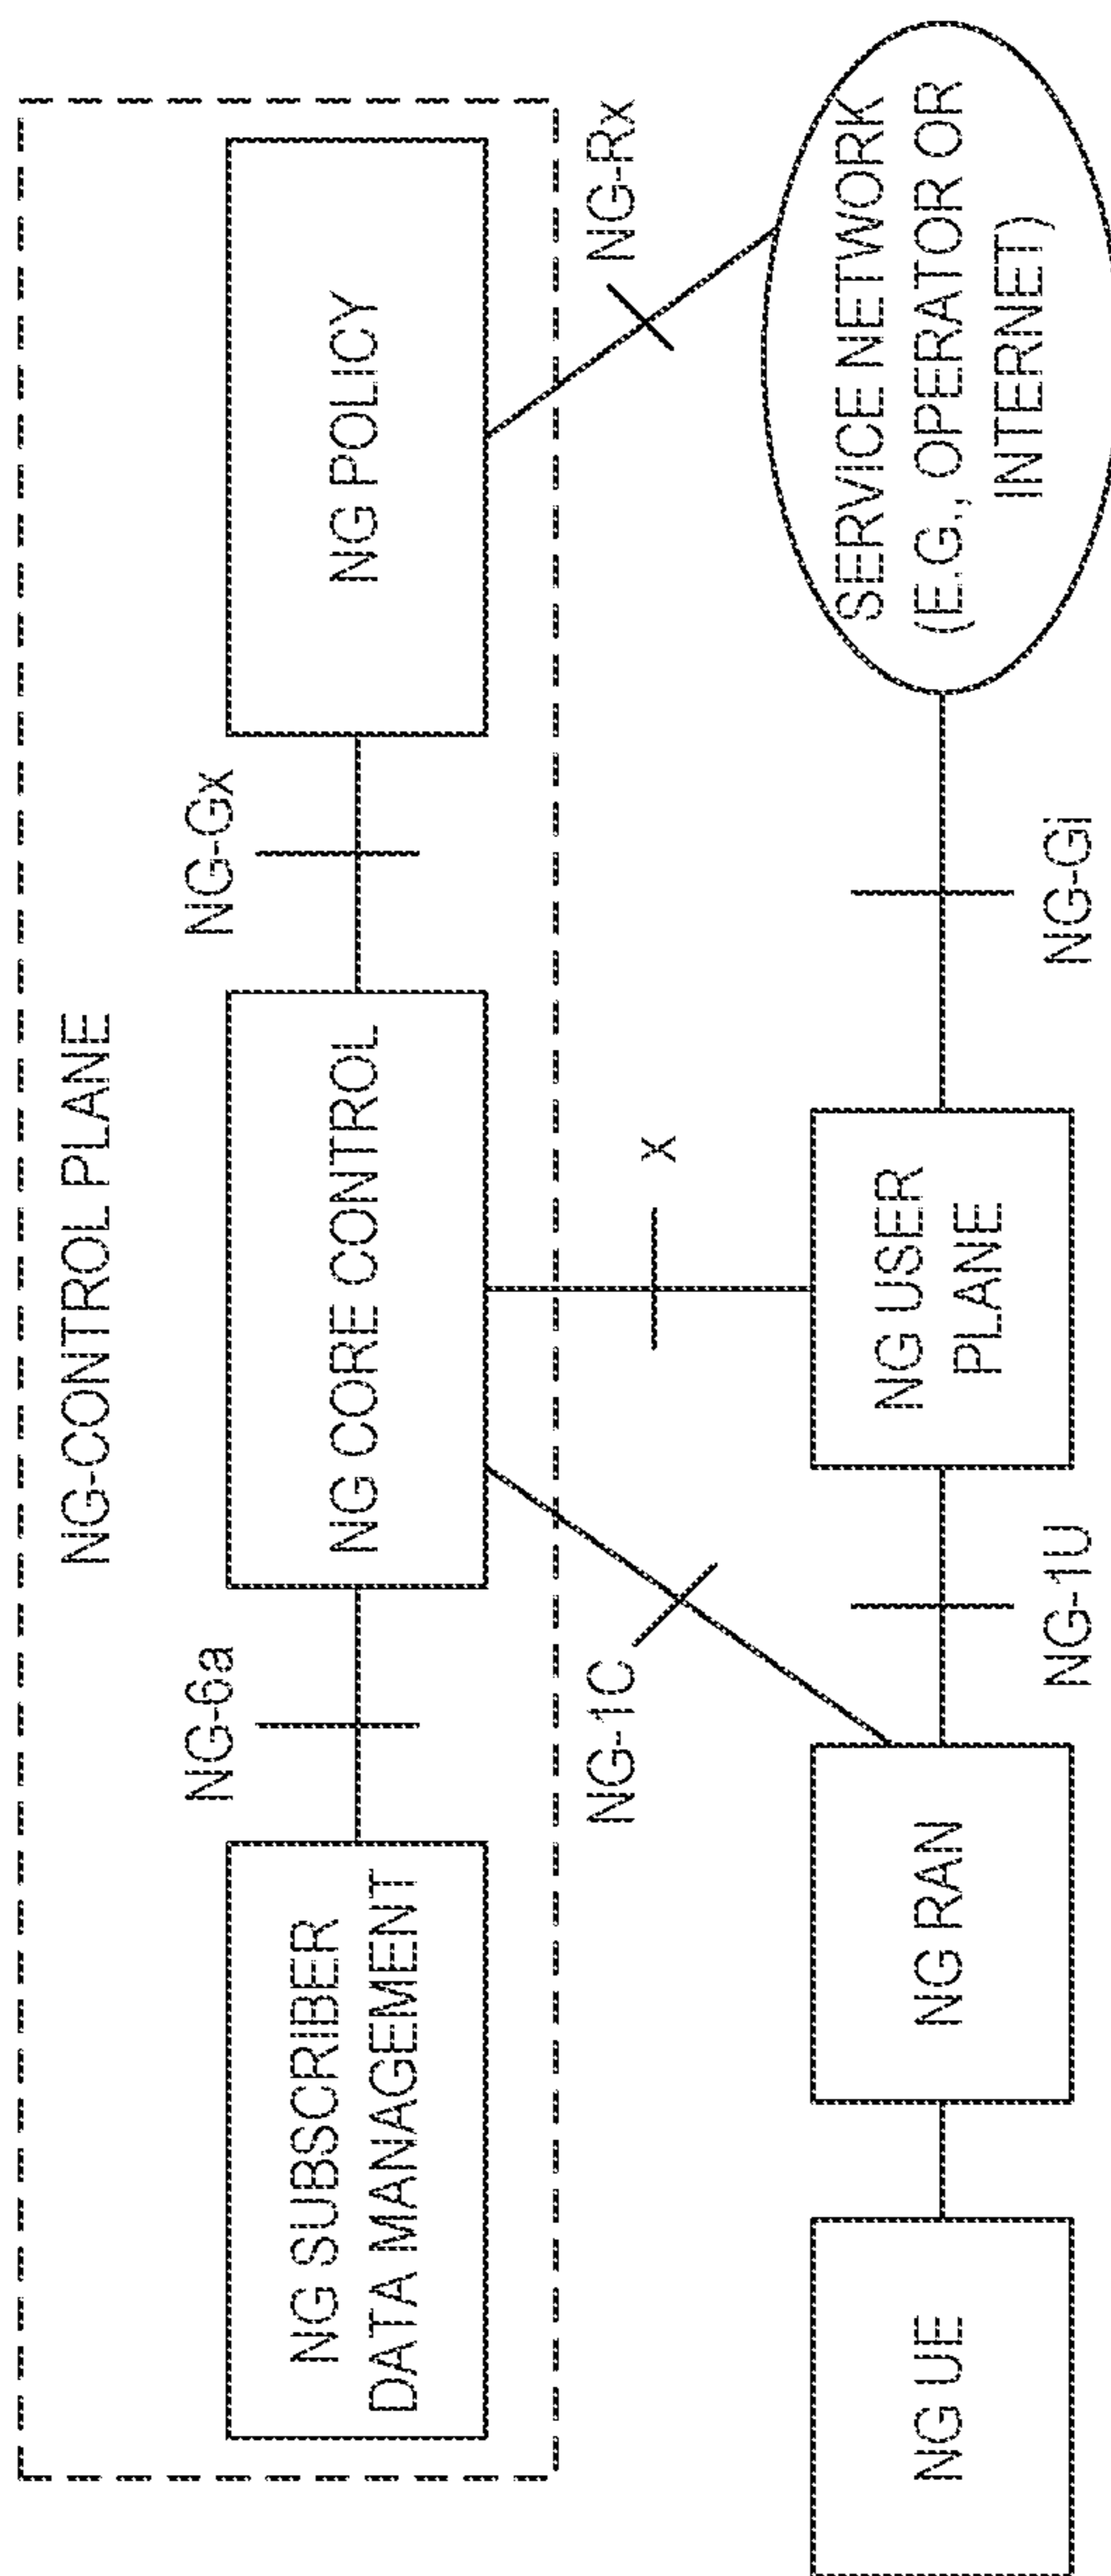 NG-CONTROL PLANE
NG-6a
NG-Gx
NG SUBSCRIBER
DATA MANAGEMENT
NG CORE CONTROL
NG POLICY
NG-1C
x
NG-Rx
NG UE
NG RAN
NG USER
PLANE
SERVICE NETWORK
(E.G., OPERATOR OR
INTERNET)
NG-1U
NG-Gi